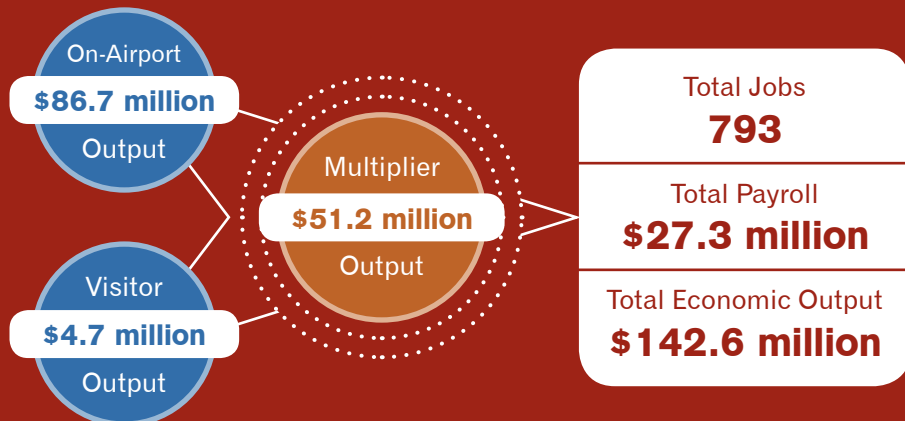 On-Airport
$86.7 million
Output
Visitor
$4.7 million
Output
Multiplier
$51.2 million
Output
Total Jobs
793
Total Payroll
$27.3 million
Total Economic Output
$142.6 million